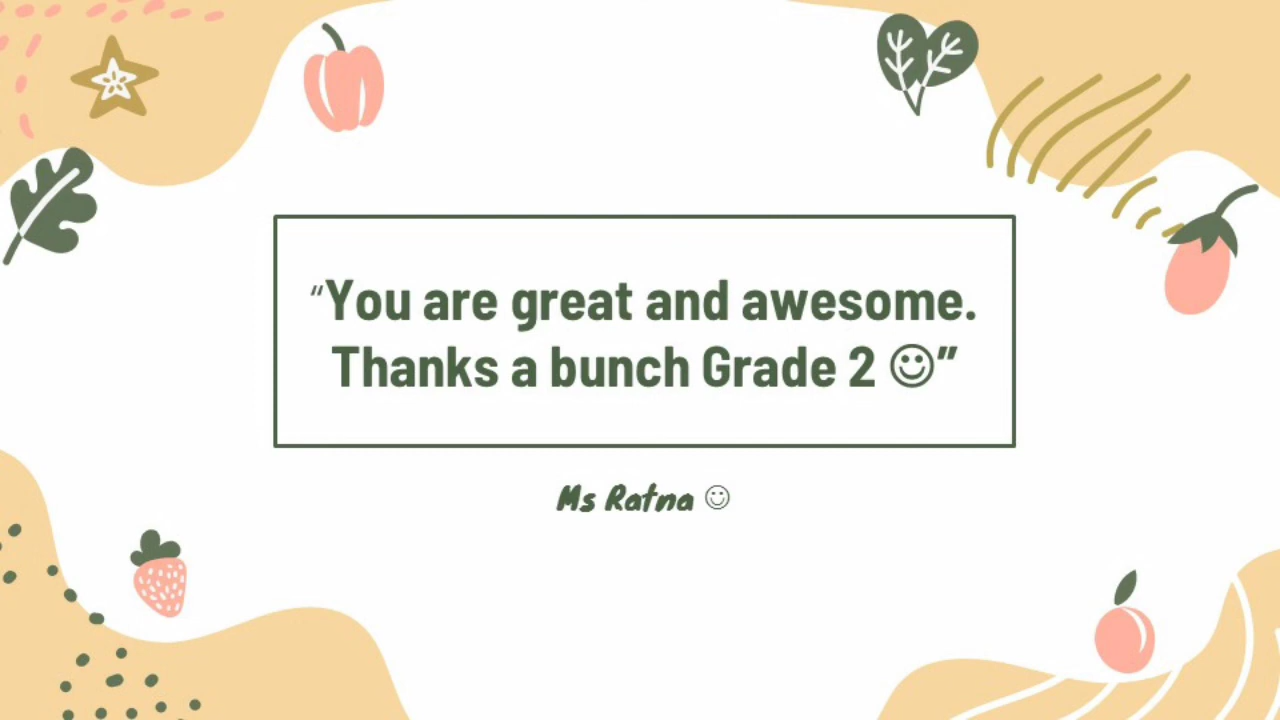 “You are great and awesome.
Thanks a bunch Grade 2 ☺”
Ms Ratna ☺